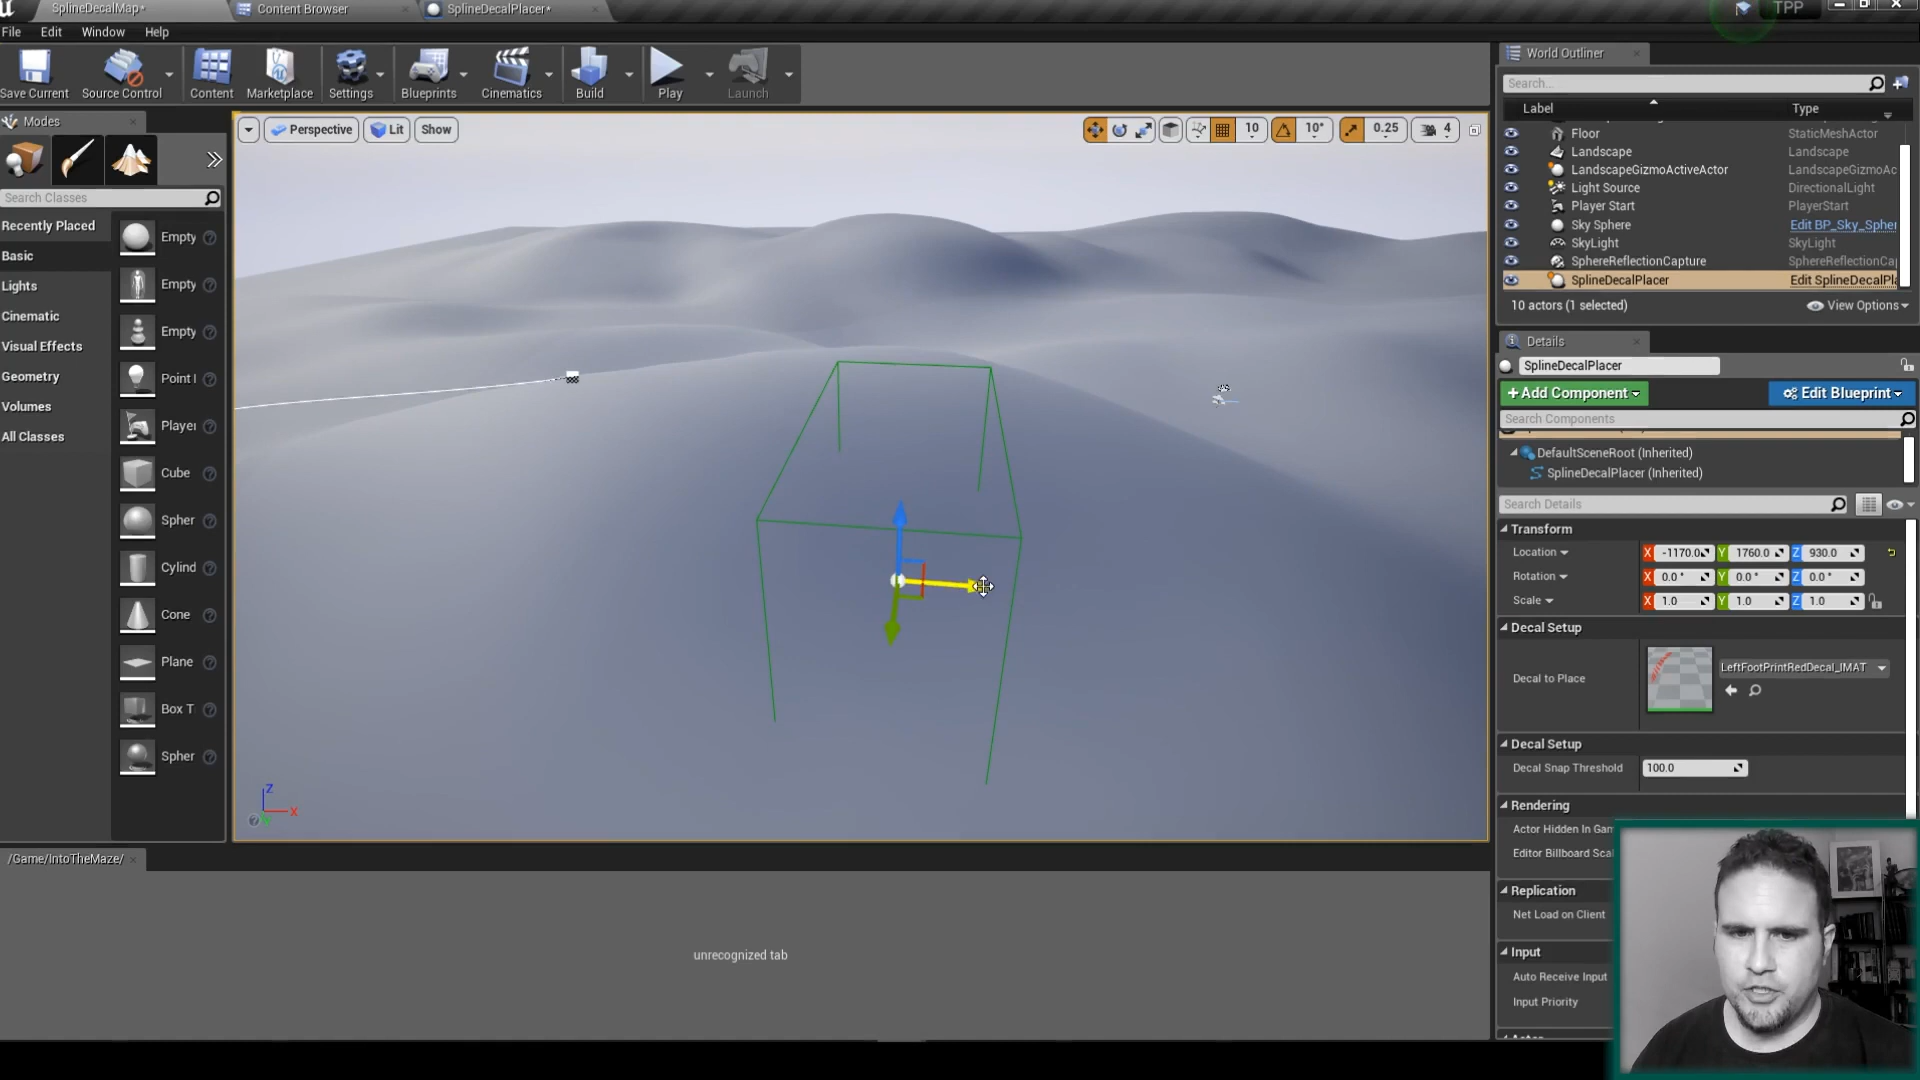 SplineDecalMap*
Content Browser
SplineDecalPlacer*
TPP
File Edit Window Help
Save Current
Source Control
Content
Marketplace
Settings
Blueprints
Cinematics
Build
Play
Launch
Modes
Search Classes
Recently Placed
Basic
Lights
Cinematic
Visual Effects
Geometry
Volumes
All Classes
Empty
Empty
Empty
Point
Player
Cube
Spher
Cylind
Cone
Plane
Box T
Spher
Perspective
Lit
Show
10
10°
0.25
4
Z
X
/Game/IntoTheMaze/
unrecognized tab
World Outliner
Search...
Label Type
Floor StaticMeshActor
Landscape Landscape
LandscapeGizmoActiveActor LandscapeGizmoAc
Light Source DirectionalLight
Player Start PlayerStart
Sky Sphere Edit BP_Sky_Spher
SkyLight SkyLight
SphereReflectionCapture SphereReflectionCap
SplineDecalPlacer Edit SplineDecalPla
10 actors (1 selected)
View Options
Details
SplineDecalPlacer
+Add Component
Edit Blueprint
Search Components
DefaultSceneRoot (Inherited)
SplineDecalPlacer (Inherited)
Search Details
Transform
Location X -1170.0 Y 1760.0 Z 930.0
Rotation X 0.0° Y 0.0° Z 0.0°
Scale X 1.0 Y 1.0 Z 1.0
Decal Setup
Decal to Place
LeftFootPrintRedDecal_IMAT
Decal Setup
Decal Snap Threshold 100.0
Rendering
Actor Hidden In Gam
Editor Billboard Scal
Replication
Net Load on Client
Input
Auto Receive Input
Input Priority